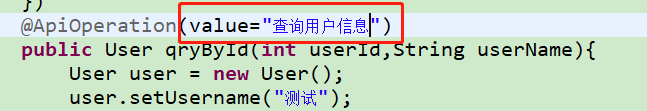 })
@ApiOperation(value="查询用户信息")
public User qryById(int userId,String userName){
User user = new User();
user.setUsername("测试");